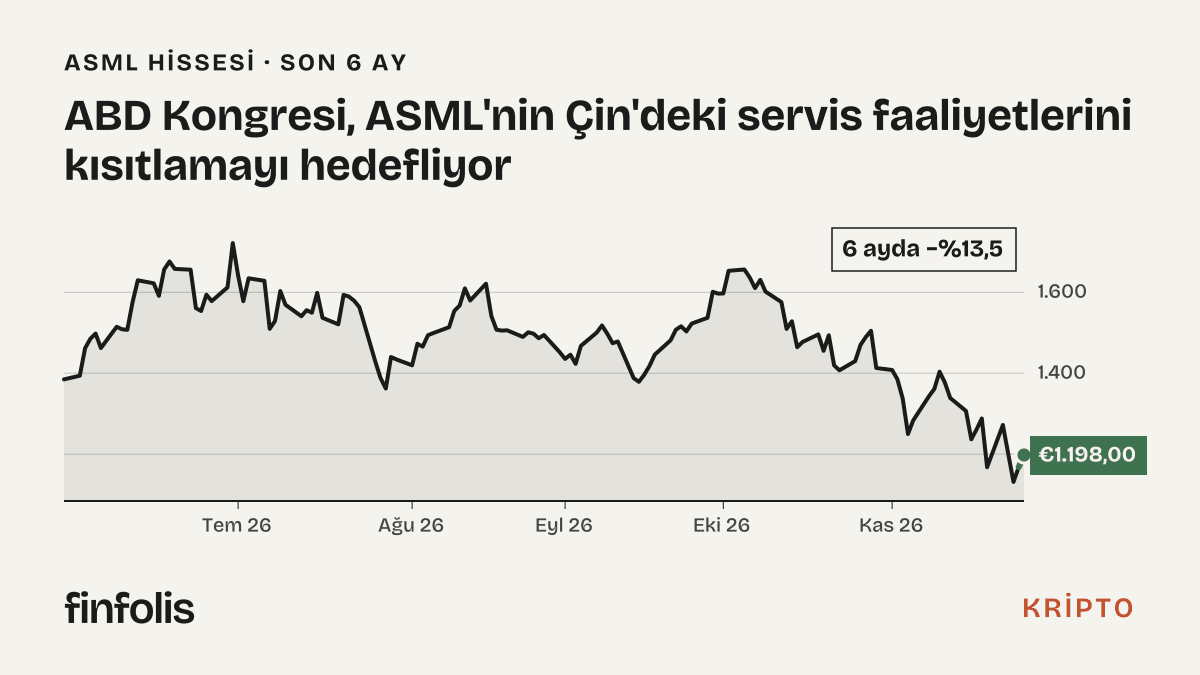 ASML HİSSESİ · SON 6 AY
ABD Kongresi, ASML'nin Çin'deki servis faaliyetlerini
kısıtlamayı hedefliyor
6 ayda −%13,5
1.600
1.400
€1.198,00
Tem 26
Ağu 26
Eyl 26
Eki 26
Kas 26
finfolis
KRİPTO